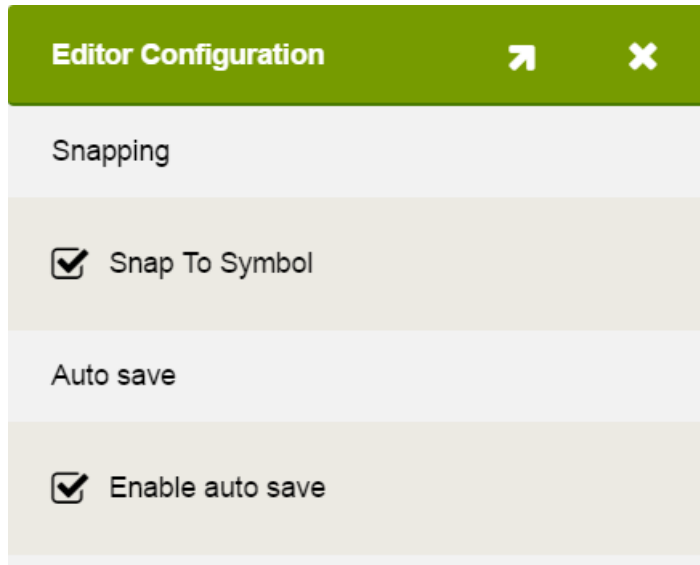 Editor Configuration
Snapping
Snap To Symbol
Auto save
Enable auto save